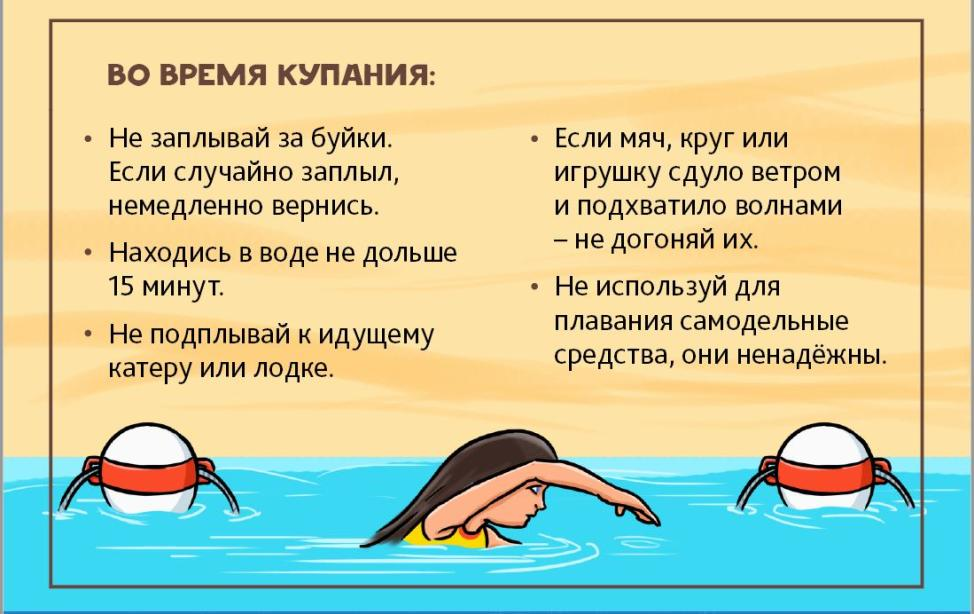 ВО ВРЕМЯ КУПАНИЯ:
• Не заплывай за буйки.
Если случайно заплыл,
немедленно вернись.
• Находись в воде не дольше
15 минут.
• Не подплывай к идущему
катеру или лодке.
• Если мяч, круг или
игрушку сдуло ветром
и подхватило волнами
– не догоняй их.
• Не используй для
плавания самодельные
средства, они ненадёжны.